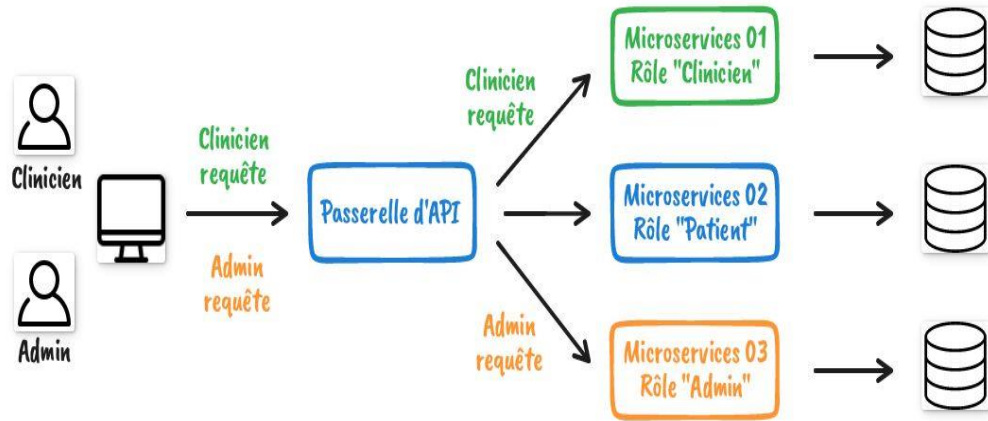 Clinicien
Admin
Clinicien
requête
Admin
requête
Passerelle d'API
Clinicien
requête
Admin
requête
Microservices 01
Rôle "Clinicien"
Microservices 02
Rôle "Patient"
Microservices 03
Rôle "Admin"